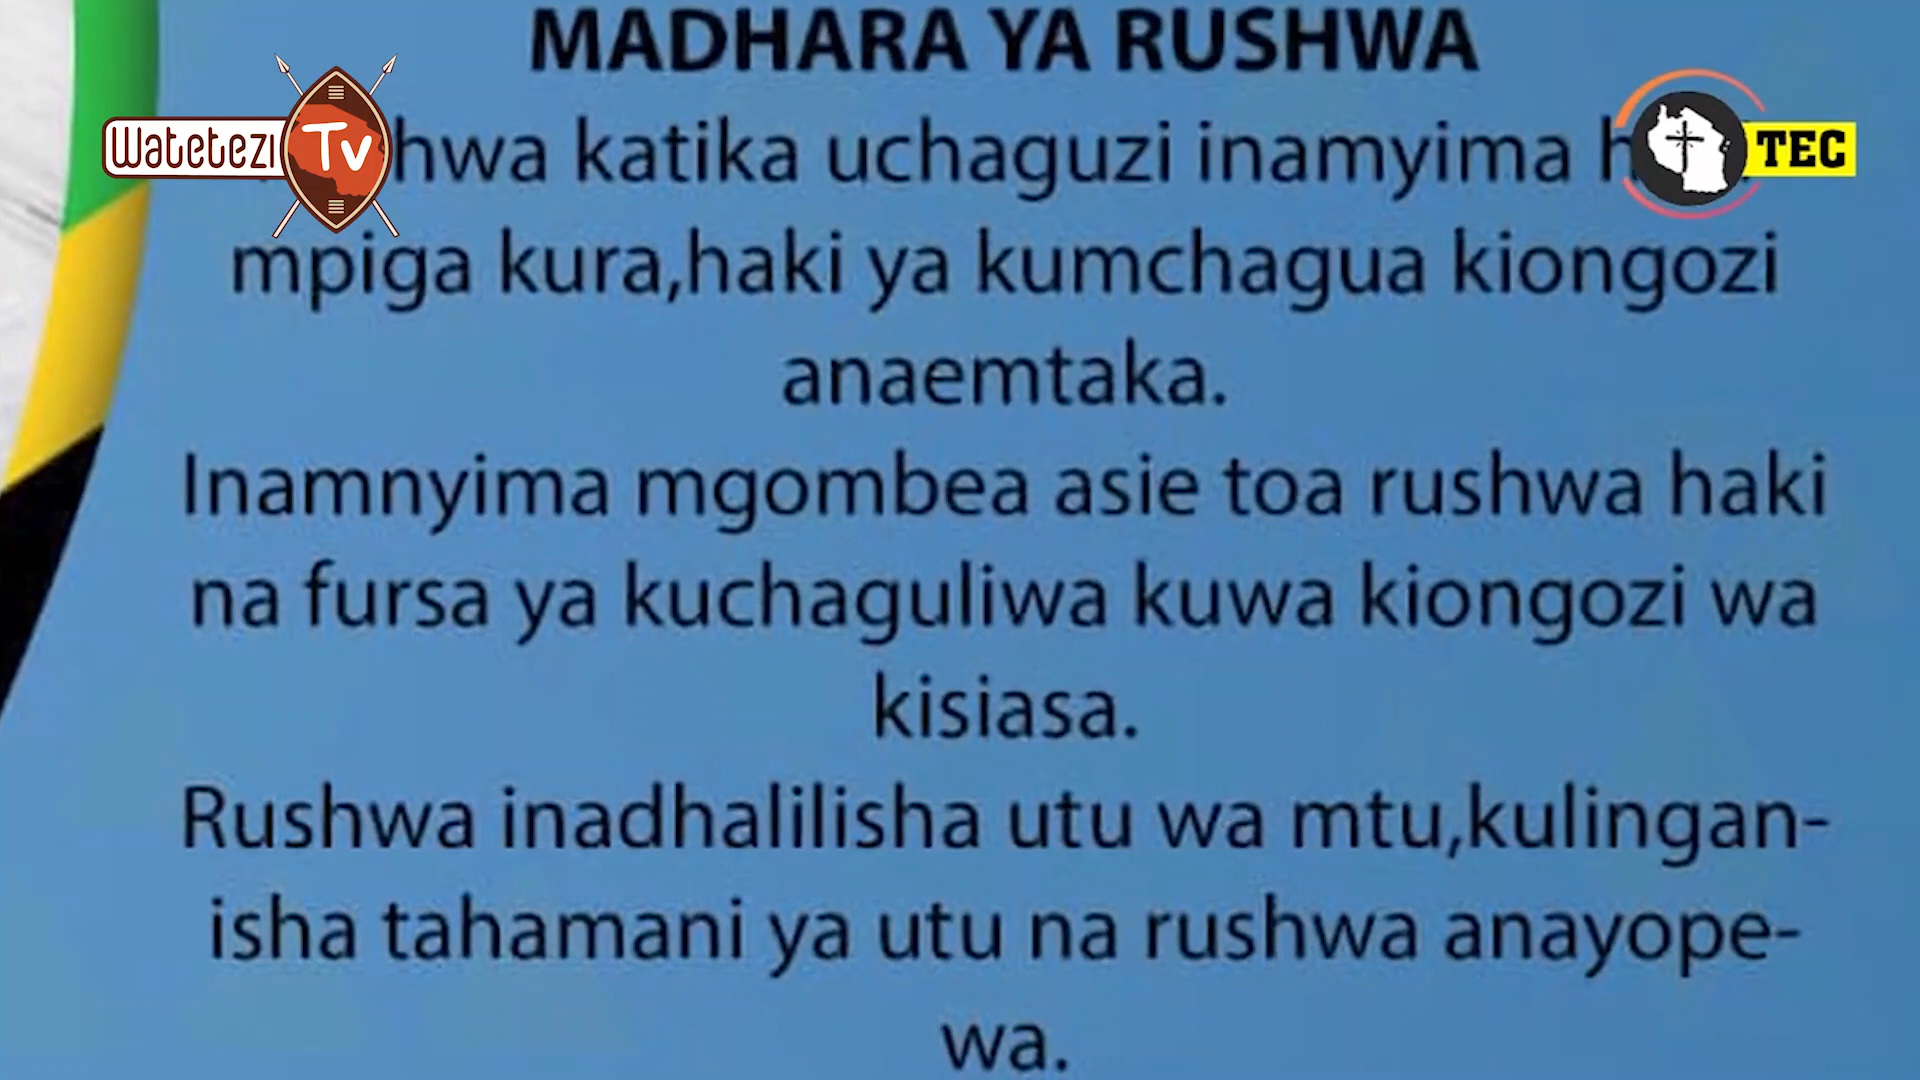 MADHARA YA RUSHWA
Watetezi Tv
TEC
katika uchaguzi inamyima
mpiga kura,haki ya kumchagua kiongozi
anaemtaka.
Inamnyima mgombea asie toa rushwa haki
na fursa ya kuchaguliwa kuwa kiongozi wa
kisiasa.
Rushwa inadhalilisha utu wa mtu,kulingan-
isha tahamani ya utu na rushwa anayope-
wa.